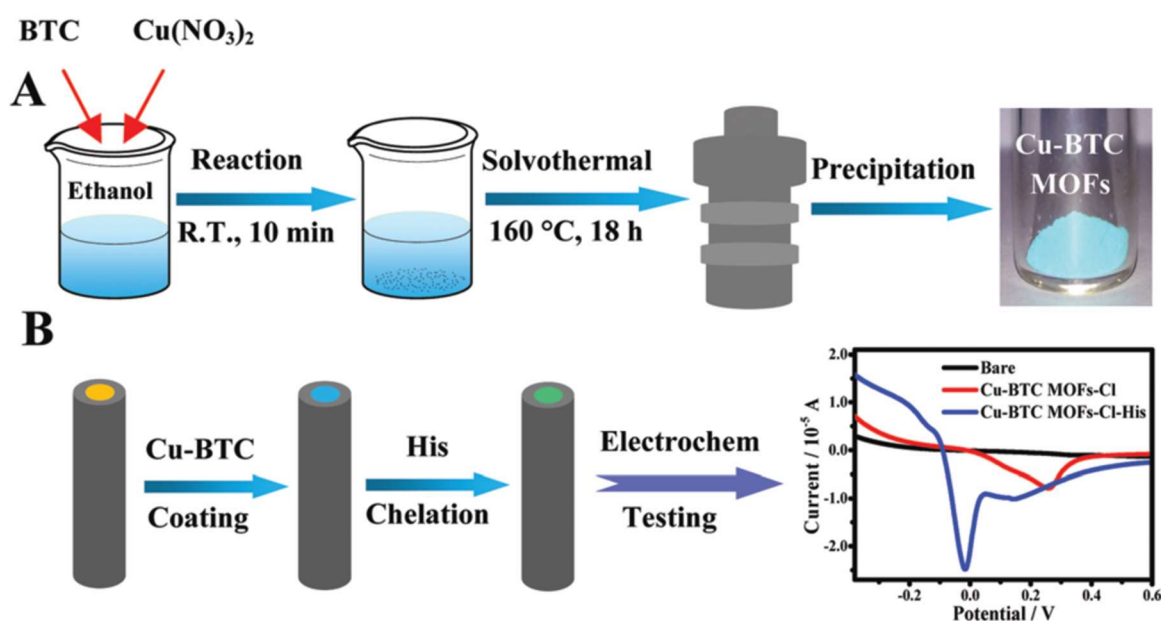 BTC
Cu(NO₃)₂
A
Ethanol
Reaction
R.T., 10 min
Solvothermal
160 °C, 18 h
Precipitation
Cu-BTC
MOFs
B
Cu-BTC
Coating
His
Chelation
Electrochem
Testing
Current / 10⁻⁵ A
2.0
1.0
0.0
-1.0
-2.0
Bare
Cu-BTC MOFs-Cl
Cu-BTC MOFs-Cl-His
-0.2
0.0
0.2
0.4
0.6
Potential / V